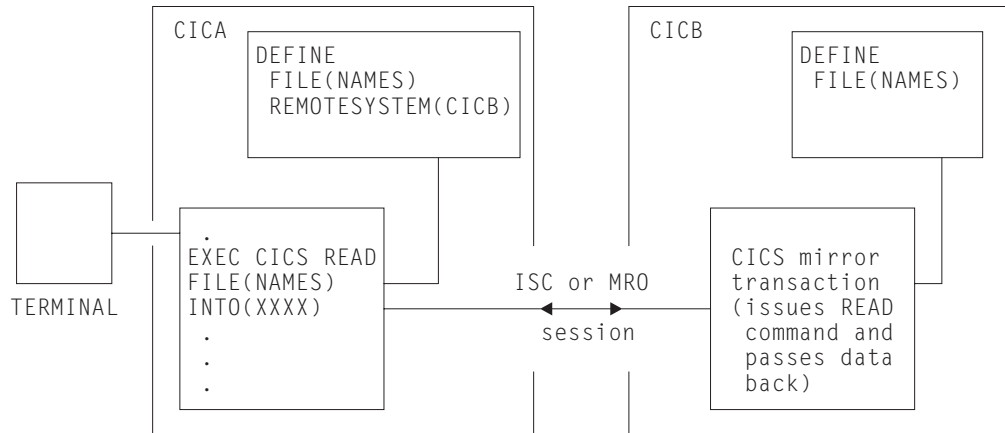 CICA
DEFINE
FILE(NAMES)
REMOTESYSTEM(CICB)
TERMINAL
.
EXEC CICS READ
FILE(NAMES)
INTO(XXXX)
.
.
.
ISC or MRO
session
CICB
DEFINE
FILE(NAMES)
CICS mirror
transaction
(issues READ
command and
passes data
back)